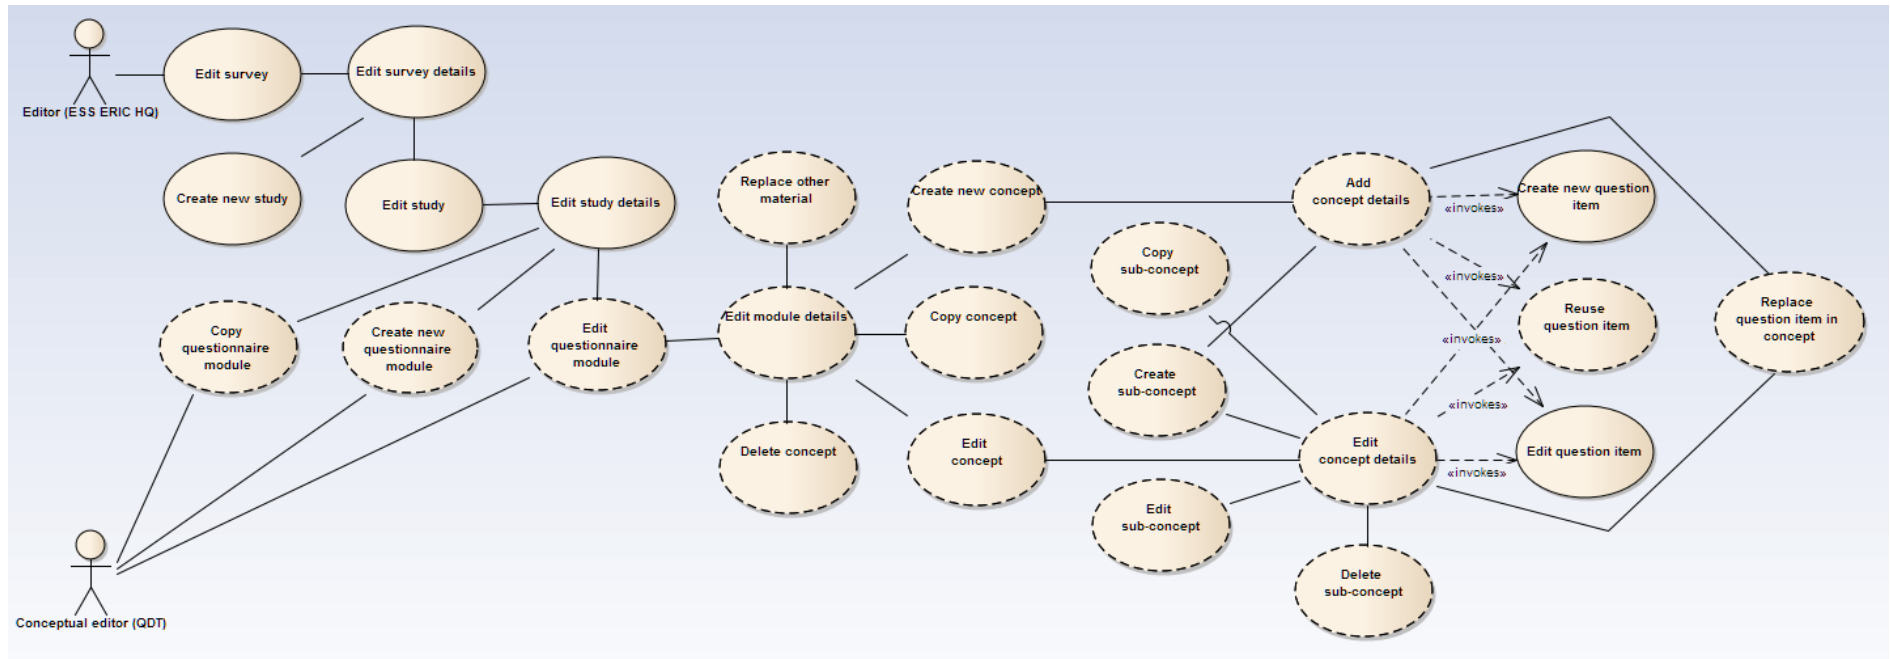 Editor (ESS ERIC HQ)
Edit survey
Edit survey details
Create new study
Edit study
Edit study details
Copy
questionnaire
module
Create new
questionnaire
module
Edit
questionnaire
module
Conceptual editor (QDT)
Replace other
material
Edit module details
Delete concept
Create new concept
Copy concept
Edit
concept
Copy
sub-concept
Create
sub-concept
Edit
sub-concept
Delete
sub-concept
Add
concept details
Edit
concept details
«invokes»
«invokes»
«invokes»
«invokes»
«invokes»
Create new question
item
Reuse
question item
Edit question item
Replace
question item in
concept